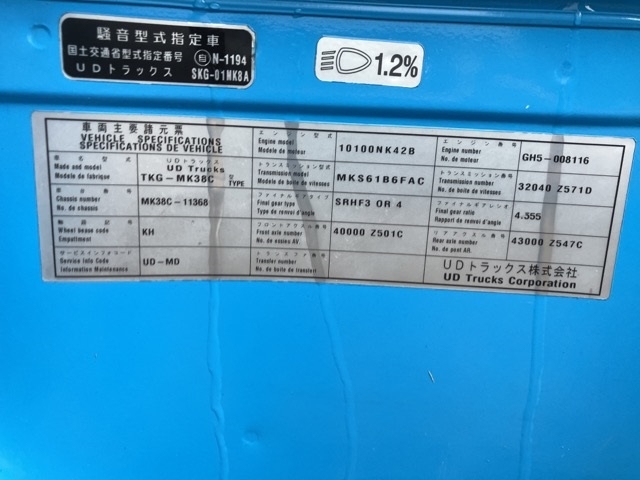 騒音型式指定車
国土交通省型式指定番号 自 N-1194
UDトラックス SKG-01MK8A
1.2%
車両主要諸元票
VEHICLE SPECIFICATIONS
SPECIFICATIONS DE VEHICLE
エンジン型式
Engine model
Modele de moteur
10100NK42B
エンジン番号
Engine number
No. de moteur
GH5-008116
車名型式
Made and model
Modele de fabrique
UDトラックス
UD Trucks
TKG-MK38C
型 TYPE
トランスミッション型式
Transmission model
Modele de boite de vitesses
MKS61B6FAC
トランスミッション番号
Transmission number
No. de boite de vitesses
32040 Z571D
車台番号
Chassis number
No. de chassis
MK38C-11368
ファイナルギヤタイプ
Final gear type
Type de renvoi d'angle
SRHF3 OR 4
ファイナルギヤレシオ
Final gear ratio
Rapport de renvoi d'angle
4.555
軸距記号
Wheel bease code
Empattement
KH
フロントアクスル番号
Front axle number
No. de essieu AV.
40000 Z501C
リアアクスル番号
Rear axle number
No. de pont AR.
43000 Z547C
サービスインフォコード
Service Info Code
Information Maintenance
UD-MD
トランスファ番号
Transfer number
No. de boite de transfert
UDトラックス株式会社
UD Trucks Corporation